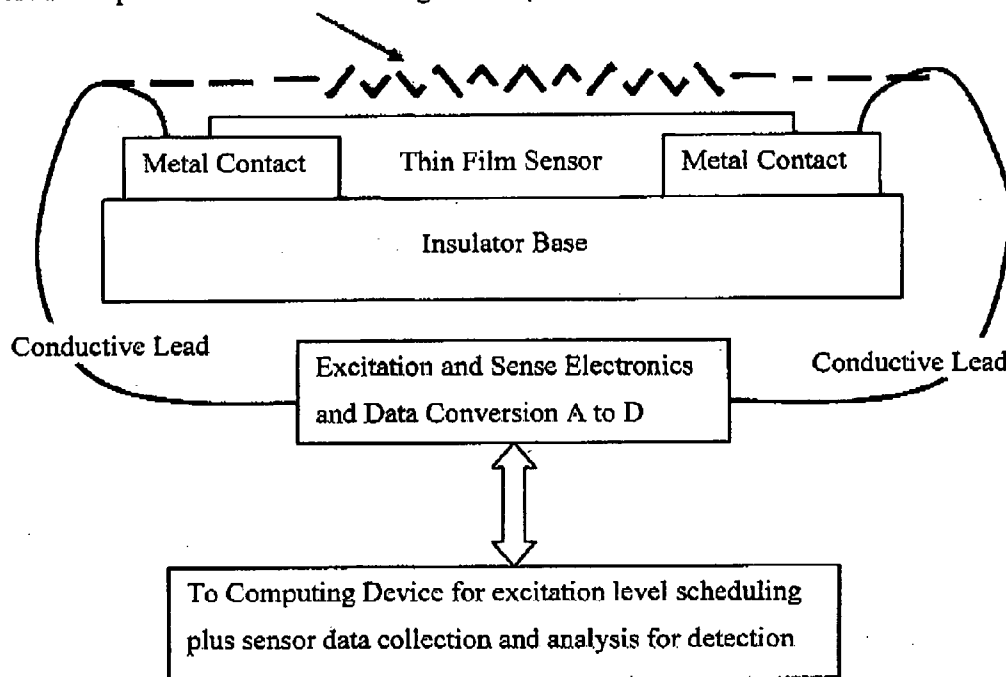 Metal Contact
Thin Film Sensor
Metal Contact
Insulator Base
Conductive Lead
Conductive Lead
Excitation and Sense Electronics
and Data Conversion A to D
To Computing Device for excitation level scheduling
plus sensor data collection and analysis for detection